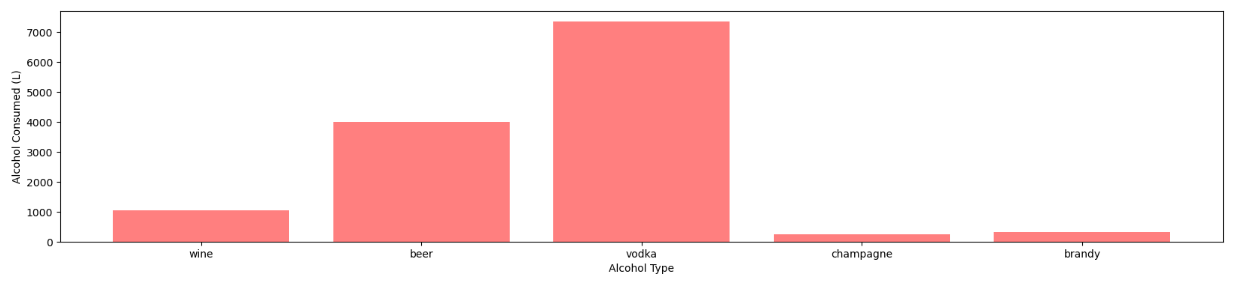 Alcohol Consumed (L)
7000
6000
5000
4000
3000
2000
1000
0
wine beer vodka champagne brandy
Alcohol Type